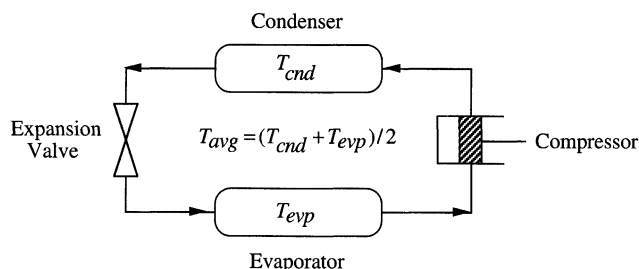 Condenser
T_cnd
Expansion
Valve
T_avg = (T_cnd + T_evp) / 2
Compressor
T_evp
Evaporator